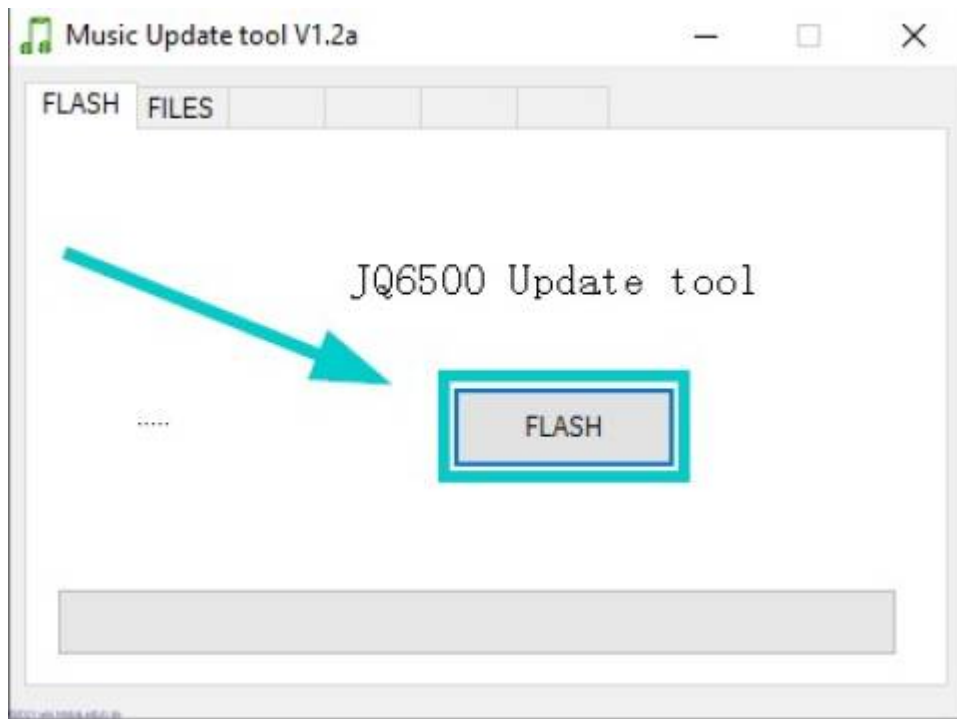 Music Update tool V1.2a
FLASH FILES
JQ6500 Update tool
.....
FLASH